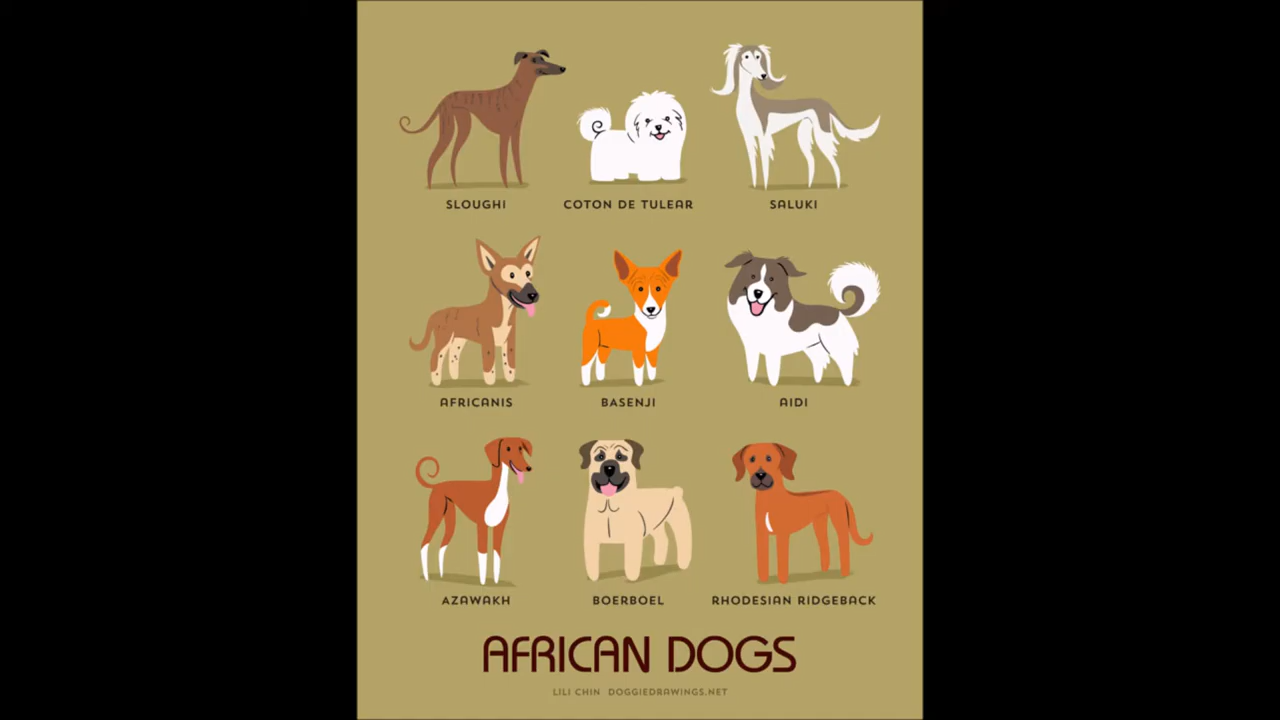 SLOUGHI
COTON DE TULEAR
SALUKI
AFRICANIS
BASENJI
AIDI
AZAWAKH
BOERBOEL
RHODESIAN RIDGEBACK
AFRICAN DOGS
LILI CHIN DOGGIEDRAWINGS.NET